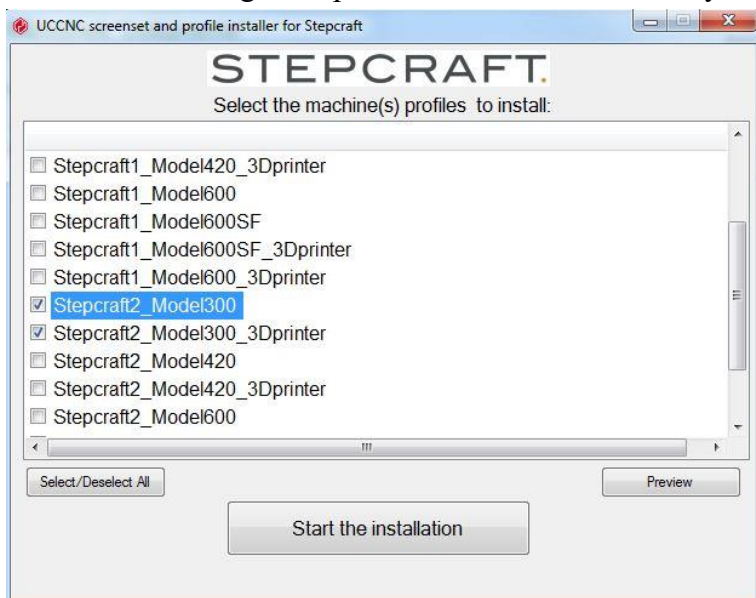 UCCNC screenset and profile installer for Stepcraft
STEPCRAFT.
Select the machine(s) profiles to install:
Stepcraft1_Model420_3Dprinter
Stepcraft1_Model600
Stepcraft1_Model600SF
Stepcraft1_Model600SF_3Dprinter
Stepcraft1_Model600_3Dprinter
Stepcraft2_Model300
Stepcraft2_Model300_3Dprinter
Stepcraft2_Model420
Stepcraft2_Model420_3Dprinter
Stepcraft2_Model600
Select/Deselect All
Preview
Start the installation